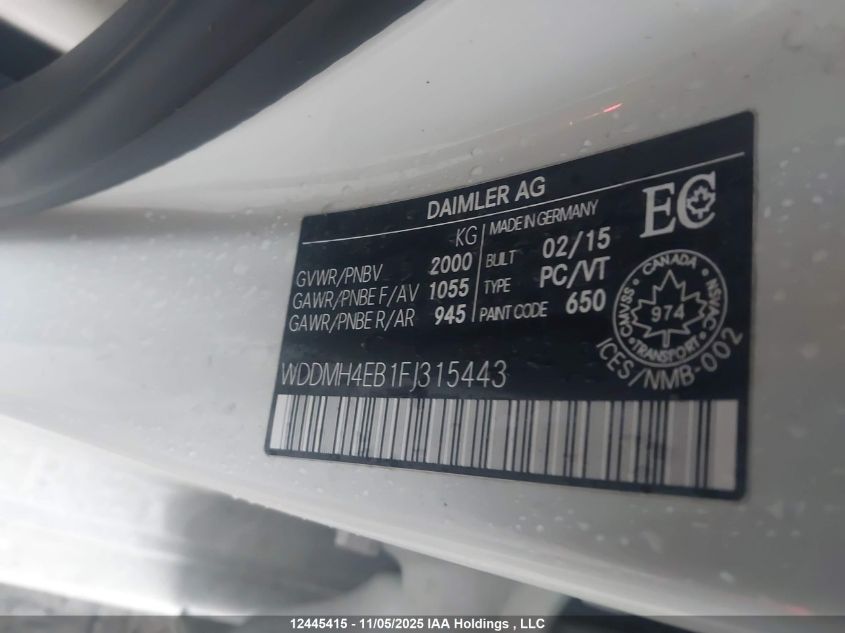 DAIMLER AG
KG MADE IN GERMANY
GVWR/PNBV 2000 BUILT 02/15
GAWR/PNBE F/AV 1055 TYPE PC/VT
GAWR/PNBE R/AR 945 PAINT CODE 650
EC
CANADA
CMVSS 974 NSVAC
TRANSPORT
ICES/NMB-002
WDDMH4EB1FJ315443
12445415 - 11/05/2025 IAA Holdings , LLC